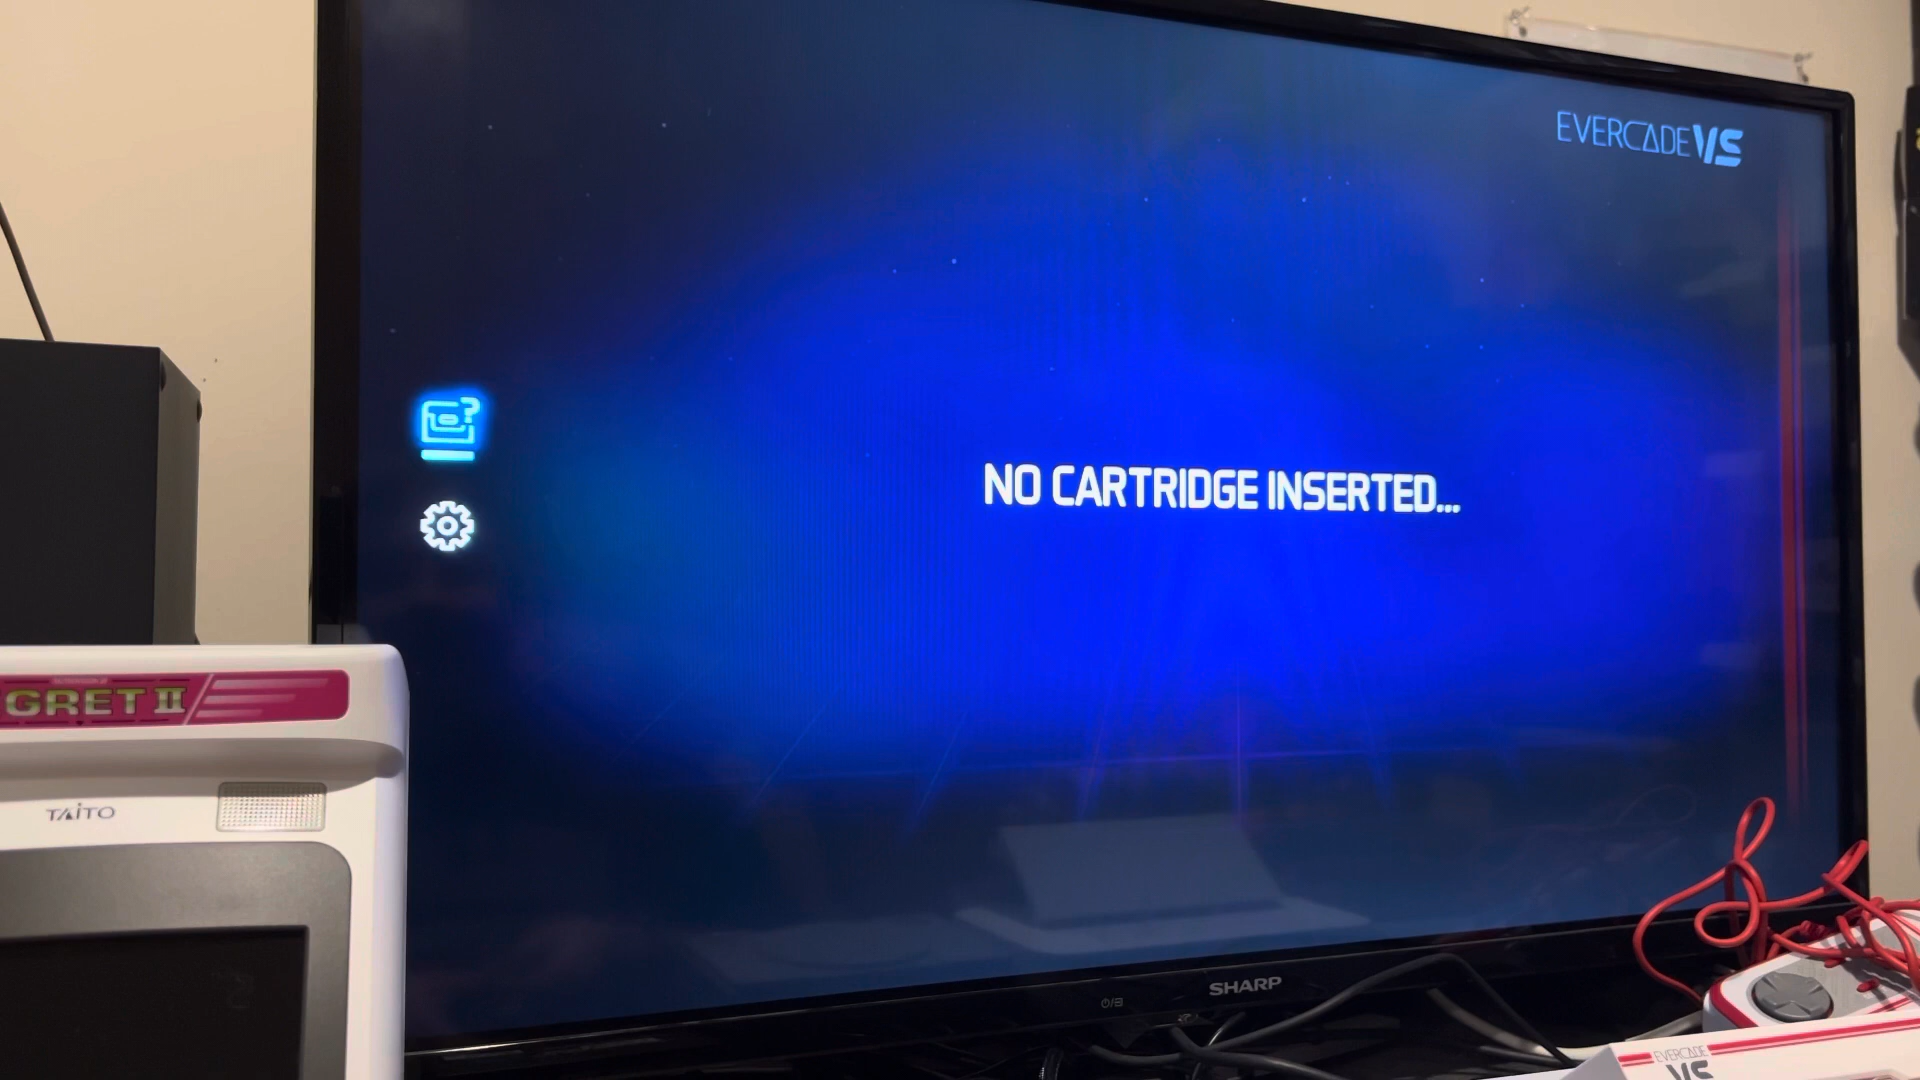 EVERCADE VS
NO CARTRIDGE INSERTED...
GRET II
TAITO
SHARP
EVERCADE
VS